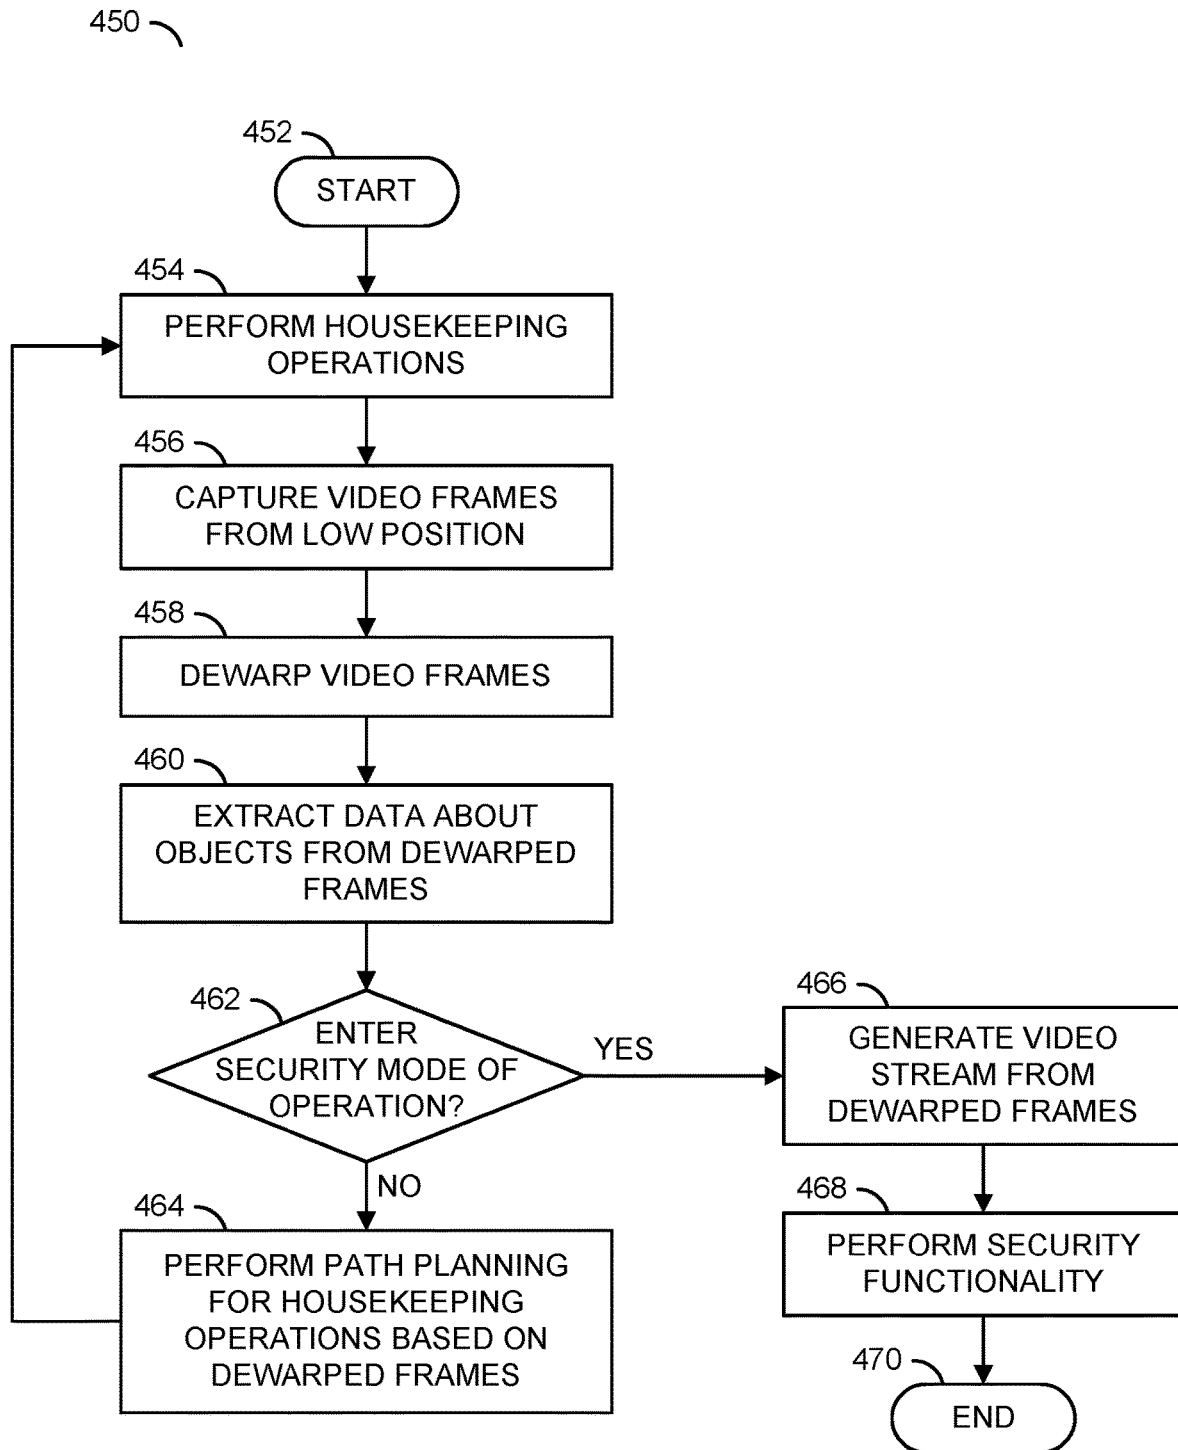 450
452
START
454
PERFORM HOUSEKEEPING
OPERATIONS
456
CAPTURE VIDEO FRAMES
FROM LOW POSITION
458
DEWARP VIDEO FRAMES
460
EXTRACT DATA ABOUT
OBJECTS FROM DEWARPED
FRAMES
462
ENTER
SECURITY MODE OF
OPERATION?
YES
NO
464
PERFORM PATH PLANNING
FOR HOUSEKEEPING
OPERATIONS BASED ON
DEWARPED FRAMES
466
GENERATE VIDEO
STREAM FROM
DEWARPED FRAMES
468
PERFORM SECURITY
FUNCTIONALITY
470
END